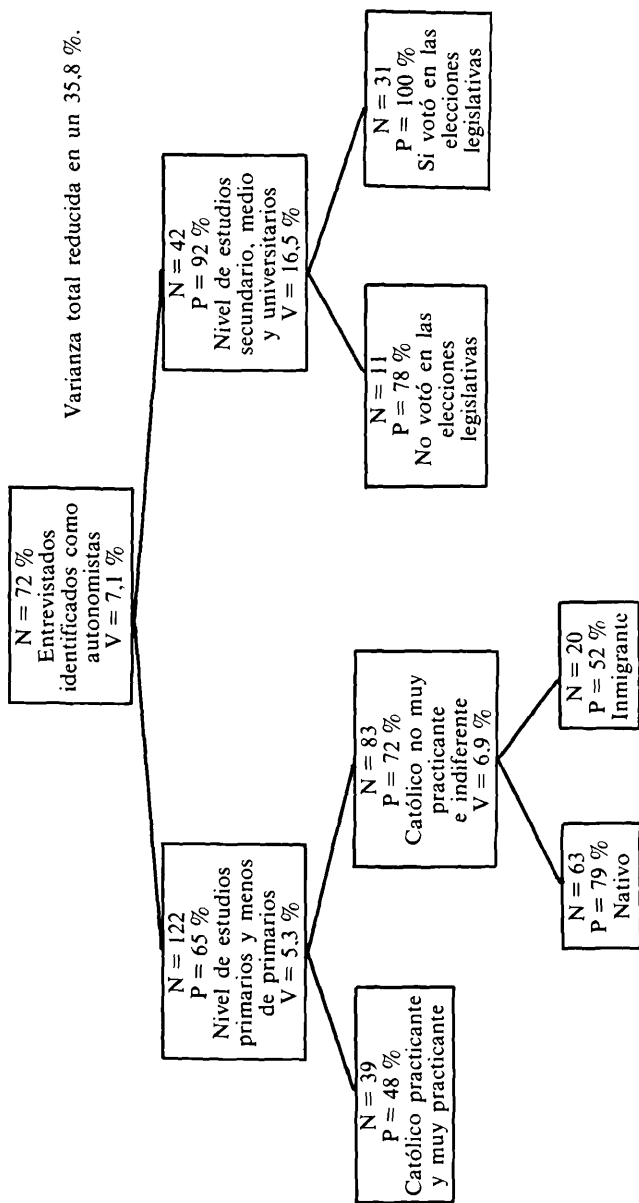 Varianza total reducida en un 35,8 %.
N = 72 %
Entrevistados
identificados como
autonomistas
V = 7,1 %
N = 122
P = 65 %
Nivel de estudios
primarios y menos
de primarios
V = 5,3 %
N = 42
P = 92 %
Nivel de estudios
secundario, medio
y universitarios
V = 16,5 %
N = 39
P = 48 %
Católico practicante
y muy practicante
N = 83
P = 72 %
Católico no muy
practicante
e indiferente
V = 6.9 %
N = 11
P = 78 %
No votó en las
elecciones
legislativas
N = 31
P = 100 %
Si votó en las
elecciones
legislativas
N = 63
P = 79 %
Nativo
N = 20
P = 52 %
Inmigrante